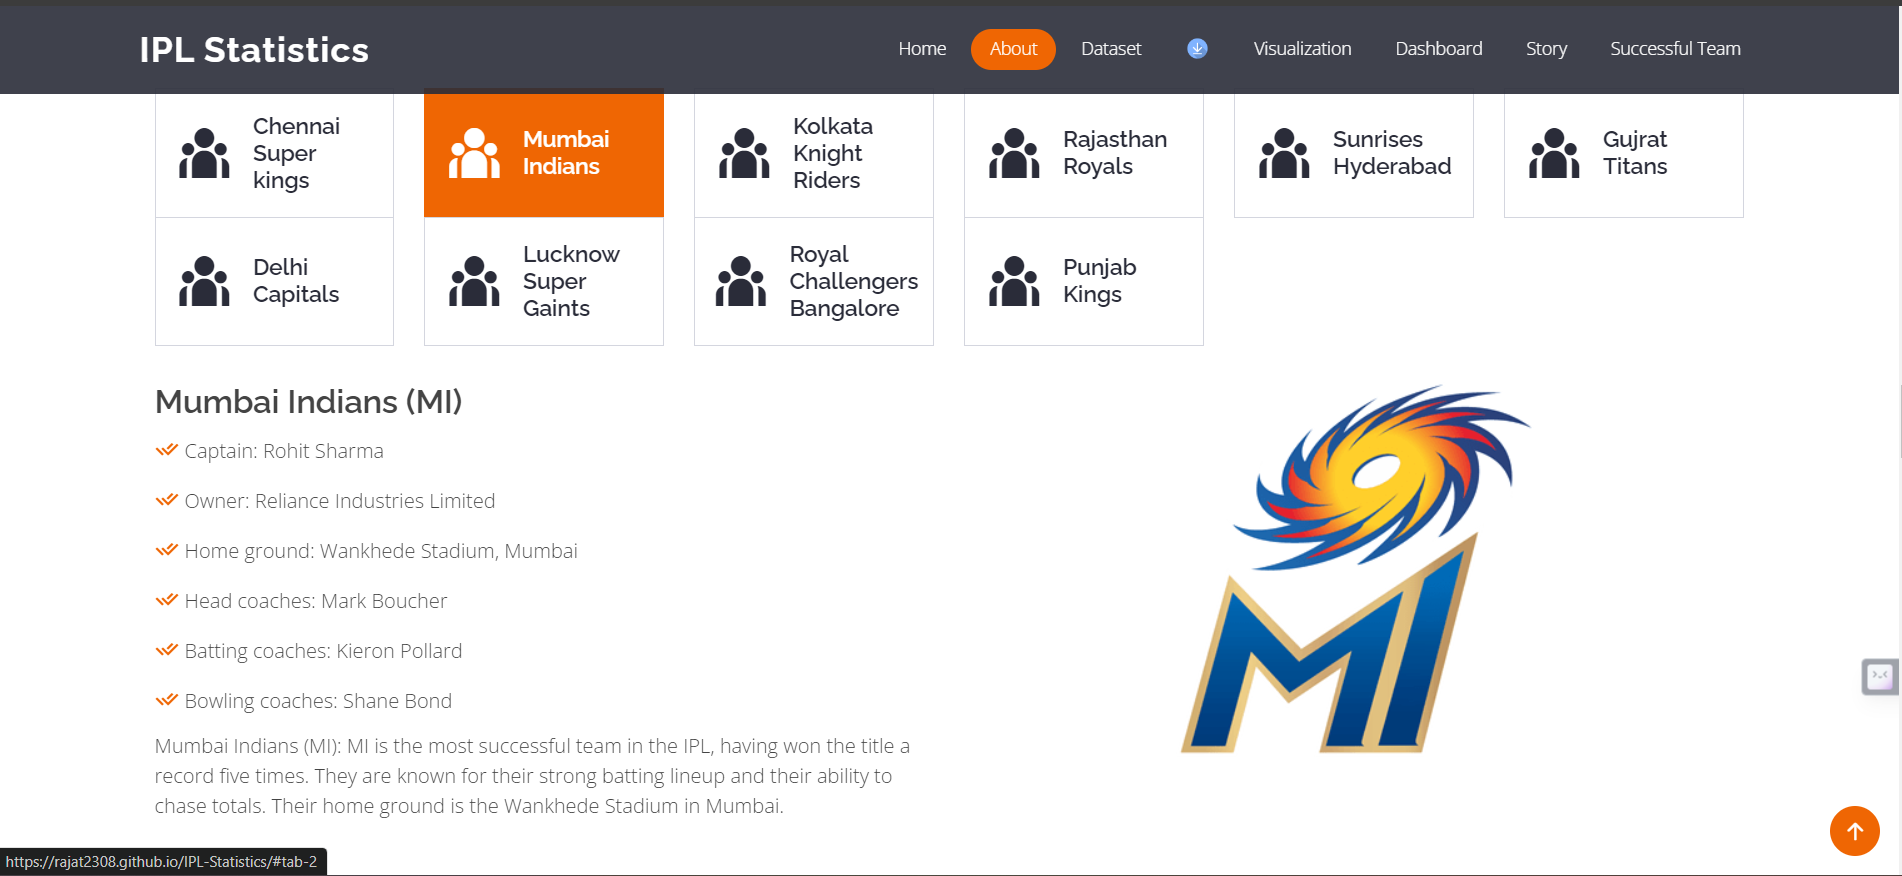 IPL Statistics
Home About Dataset Visualization Dashboard Story Successful Team
Chennai
Super
kings
Mumbai
Indians
Kolkata
Knight
Riders
Rajasthan
Royals
Sunrises
Hyderabad
Gujrat
Titans
Delhi
Capitals
Lucknow
Super
Gaints
Royal
Challengers
Bangalore
Punjab
Kings
Mumbai Indians (MI)
Captain: Rohit Sharma
Owner: Reliance Industries Limited
Home ground: Wankhede Stadium, Mumbai
Head coaches: Mark Boucher
Batting coaches: Kieron Pollard
Bowling coaches: Shane Bond
Mumbai Indians (MI): MI is the most successful team in the IPL, having won the title a
record five times. They are known for their strong batting lineup and their ability to
chase totals. Their home ground is the Wankhede Stadium in Mumbai.
MI
https://rajat2308.github.io/IPL-Statistics/#tab-2